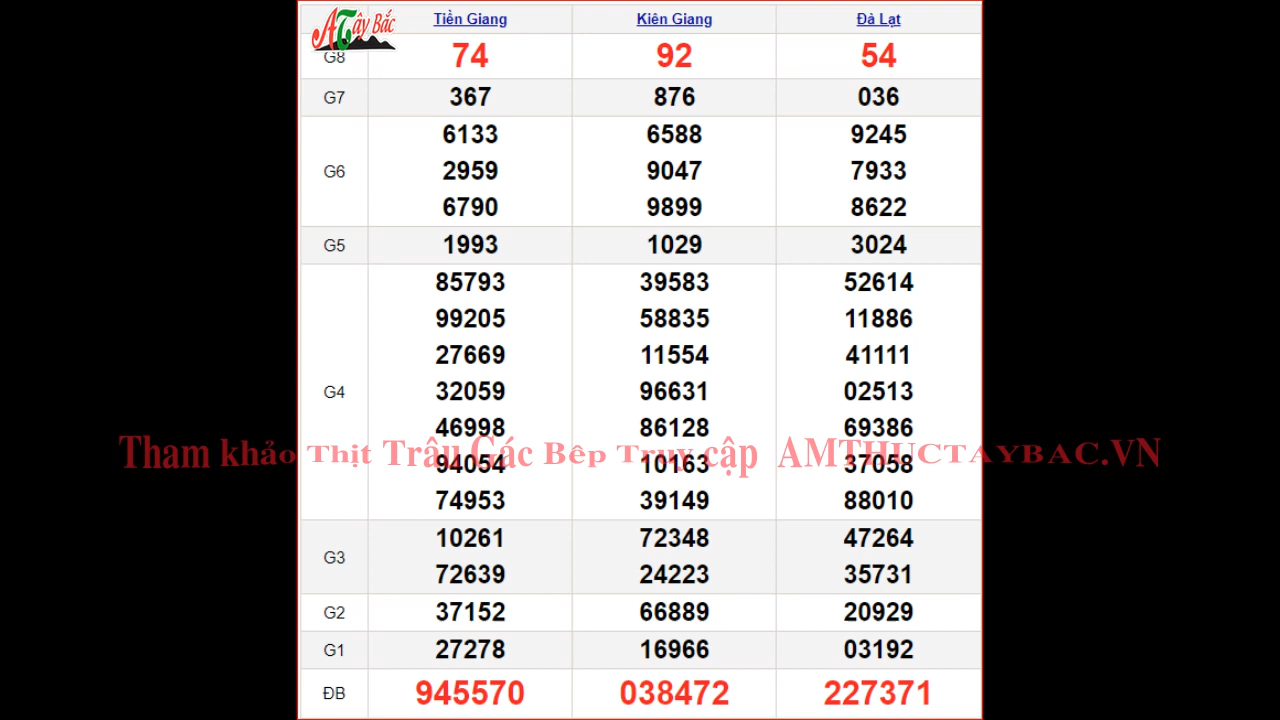 ATây Bắc
Tiền Giang Kiên Giang Đà Lạt
G8 74 92 54
G7 367 876 036
6133 6588 9245
G6 2959 9047 7933
6790 9899 8622
G5 1993 1029 3024
85793 39583 52614
99205 58835 11886
27669 11554 41111
G4 32059 96631 02513
46998 86128 69386
Tham khảo Thịt Trâu Gác Bếp Truy cập AMTHUCTAYBAC.VN
94054 10163 37058
74953 39149 88010
G3 10261 72348 47264
72639 24223 35731
G2 37152 66889 20929
G1 27278 16966 03192
ĐB 945570 038472 227371